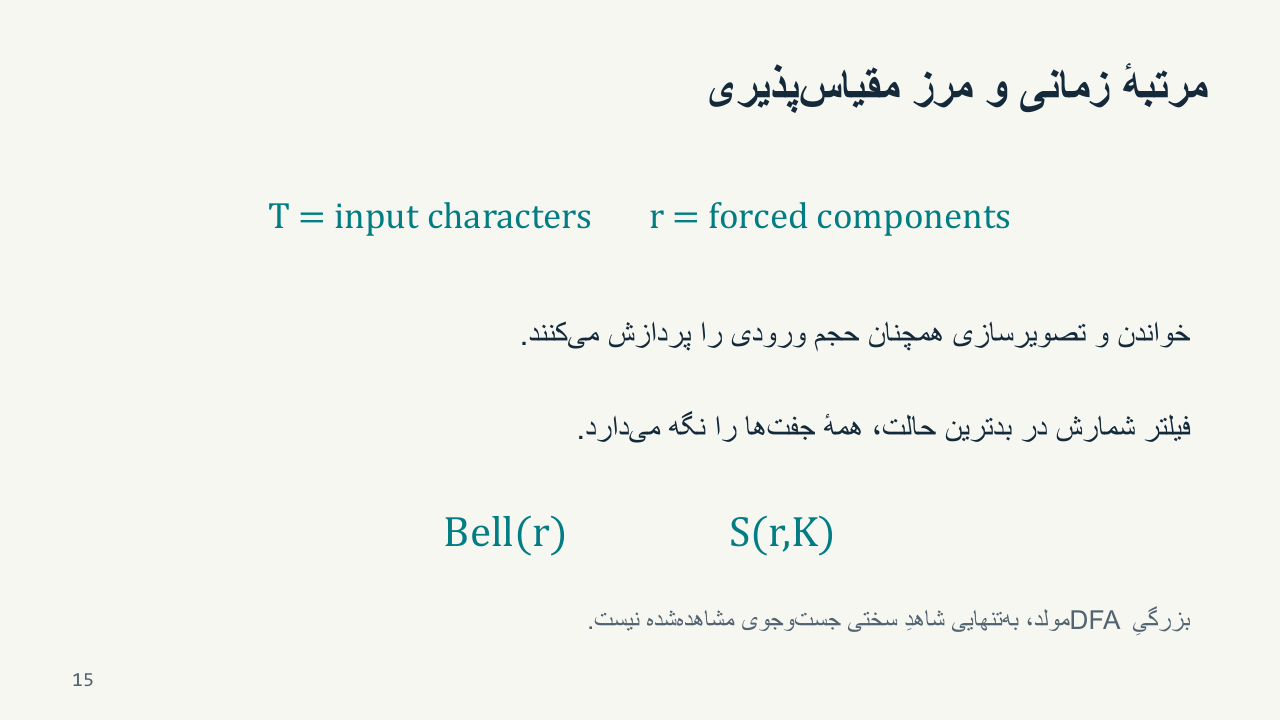 مرتبهٔ زمانی و مرز مقیاس‌پذیری
T = input characters r = forced components
خواندن و تصویرسازی همچنان حجم ورودی را پردازش می‌کنند.
فیلتر شمارش در بدترین حالت، همهٔ جفت‌ها را نگه می‌دارد.
Bell(r) S(r,K)
بزرگیِ DFA مولد، به‌تنهایی شاهدِ سختی جست‌وجوی مشاهده‌شده نیست.
15